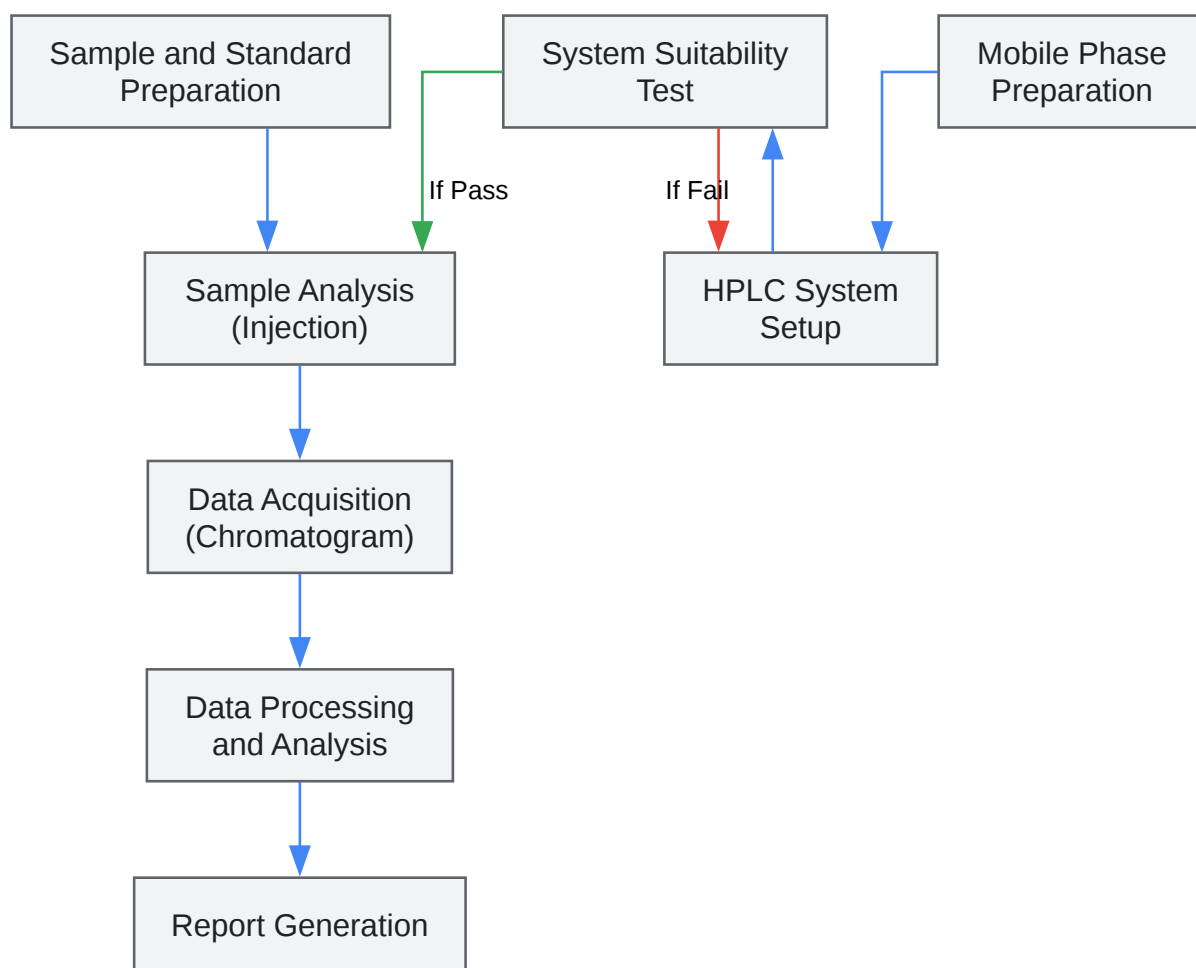 Sample and Standard
Preparation
System Suitability
Test
Mobile Phase
Preparation
If Pass
If Fail
Sample Analysis
(Injection)
HPLC System
Setup
Data Acquisition
(Chromatogram)
Data Processing
and Analysis
Report Generation